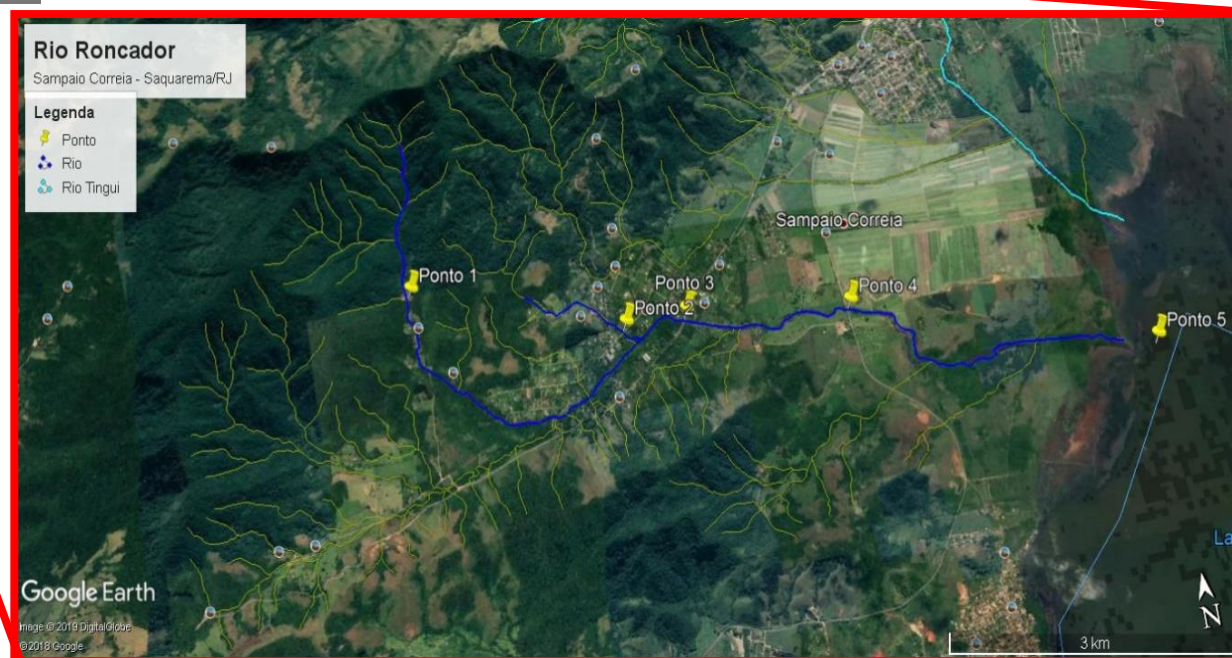 Rio Roncador
Sampaio Correia - Saquarema/RJ
Legenda
Ponto
Rio
Rio Tingui
Sampaio Correia
Ponto 1
Ponto 3
Ponto 4
Ponto 2
Ponto 5
La
Google Earth
Image © 2019 DigitalGlobe
© 2018 Google
N
3 km